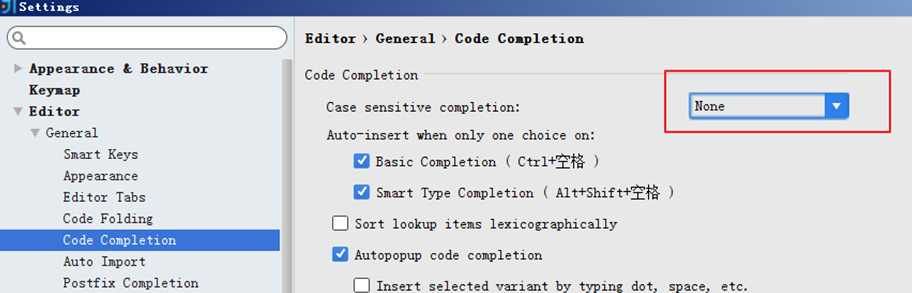 Settings
Appearance & Behavior
Keymap
Editor
General
Smart Keys
Appearance
Editor Tabs
Code Folding
Code Completion
Auto Import
Postfix Completion
Editor › General › Code Completion
Code Completion
Case sensitive completion: None
Auto-insert when only one choice on:
Basic Completion ( Ctrl+空格 )
Smart Type Completion ( Alt+Shift+空格 )
Sort lookup items lexicographically
Autopopup code completion
Insert selected variant by typing dot, space, etc.